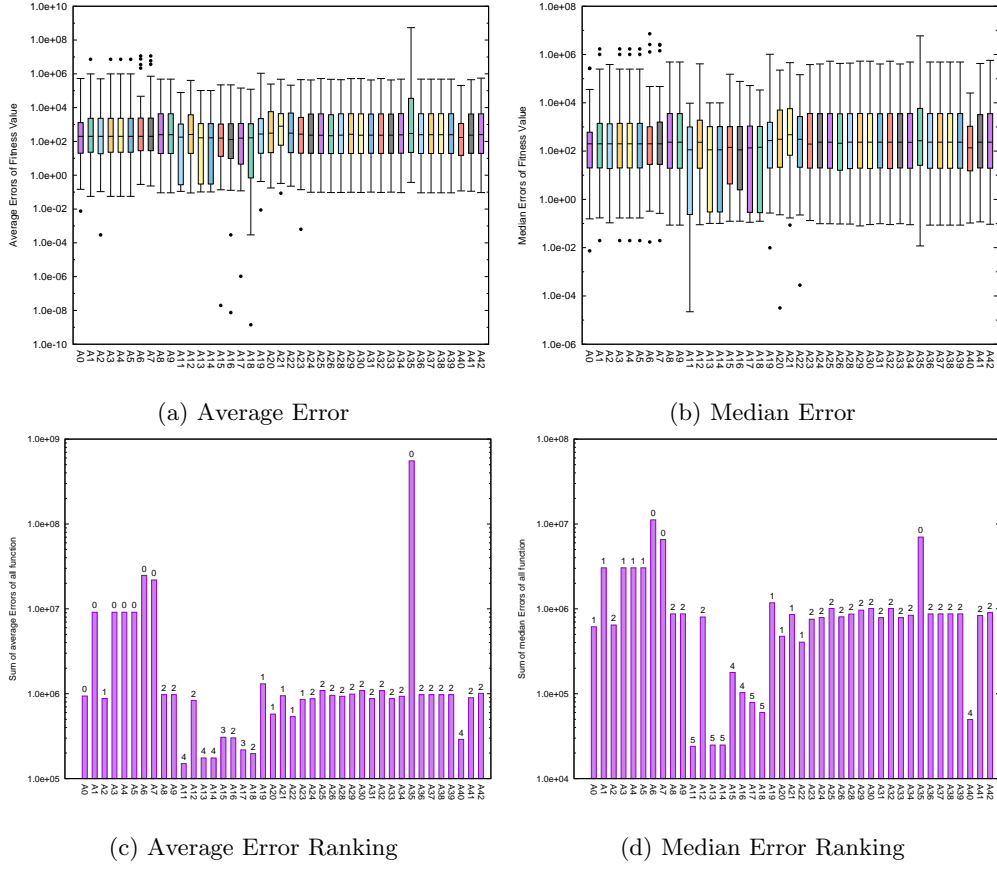 1.0e+10
1.0e+08
1.0e+06
1.0e+04
1.0e+02
1.0e+00
1.0e-02
1.0e-04
1.0e-06
1.0e-08
1.0e-10
Average Errors of Fitness Value
A0 A1 A2 A3 A4 A5 A6 A7 A8 A9 A11 A12 A13 A14 A15 A16 A17 A18 A19 A20 A21 A22 A23 A24 A25 A26 A28 A29 A30 A31 A32 A33 A34 A35 A36 A37 A38 A39 A40 A41 A42
(a) Average Error
1.0e+08
1.0e+06
1.0e+04
1.0e+02
1.0e+00
1.0e-02
1.0e-04
1.0e-06
Median Errors of Fitness Value
A0 A1 A2 A3 A4 A5 A6 A7 A8 A9 A11 A12 A13 A14 A15 A16 A17 A18 A19 A20 A21 A22 A23 A24 A25 A26 A28 A29 A30 A31 A32 A33 A34 A35 A36 A37 A38 A39 A40 A41 A42
(b) Median Error
1.0e+09
1.0e+08
1.0e+07
1.0e+06
1.0e+05
Sum of average Errors of all function
0 0 1 0 0 0 0 0 2 2 4 2 4 4 3 2 3 2 1 1 1 1 2 2 2 2 2 2 2 2 2 2 2 0 2 2 2 2 2 2 2
A0 A1 A2 A3 A4 A5 A6 A7 A8 A9 A11 A12 A13 A14 A15 A16 A17 A18 A19 A20 A21 A22 A23 A24 A25 A26 A28 A29 A30 A31 A32 A33 A34 A35 A36 A37 A38 A39 A40 A41 A42
(c) Average Error Ranking
1.0e+08
1.0e+07
1.0e+06
1.0e+05
1.0e+04
Sum of median Errors of all function
1 1 2 1 1 1 0 0 2 2 5 2 5 5 4 4 5 5 1 1 1 1 2 2 2 2 2 2 2 2 2 2 2 0 2 2 2 2 4 2 2
A0 A1 A2 A3 A4 A5 A6 A7 A8 A9 A11 A12 A13 A14 A15 A16 A17 A18 A19 A20 A21 A22 A23 A24 A25 A26 A28 A29 A30 A31 A32 A33 A34 A35 A36 A37 A38 A39 A40 A41 A42
(d) Median Error Ranking